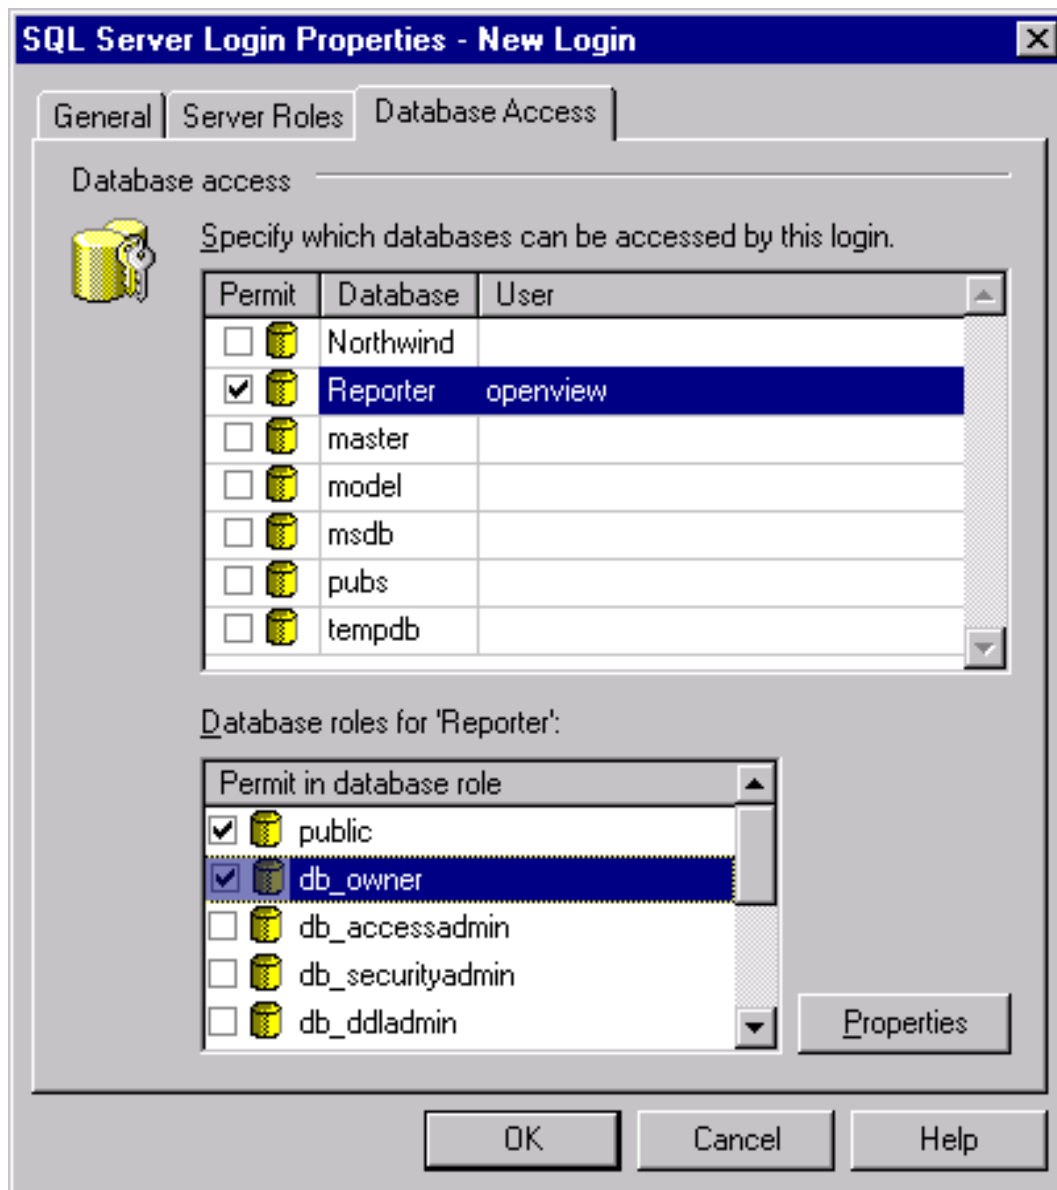 SQL Server Login Properties - New Login
General Server Roles Database Access
Database access
Specify which databases can be accessed by this login.
Permit Database User
Northwind
Reporter openview
master
model
msdb
pubs
tempdb
Database roles for 'Reporter':
Permit in database role
public
db_owner
db_accessadmin
db_securityadmin
db_ddladmin
Properties
OK Cancel Help